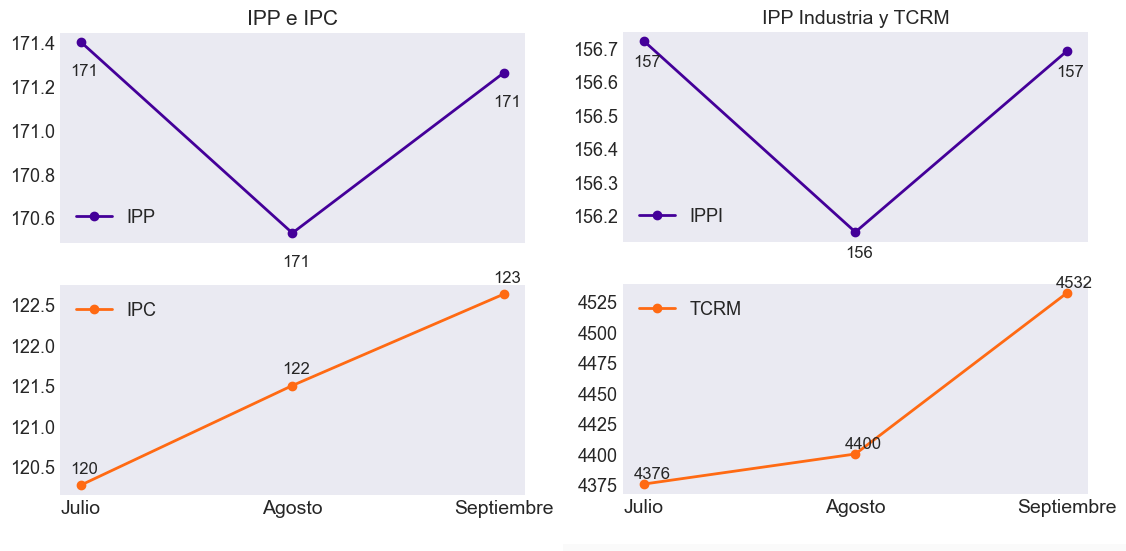 IPP e IPC
171.4
171.2
171.0
170.8
170.6
171
171
171
IPP
122.5
122.0
121.5
121.0
120.5
120
122
123
IPC
Julio
Agosto
Septiembre
IPP Industria y TCRM
156.7
156.6
156.5
156.4
156.3
156.2
157
156
157
IPPI
4525
4500
4475
4450
4425
4400
4375
4376
4400
4532
TCRM
Julio
Agosto
Septiembre